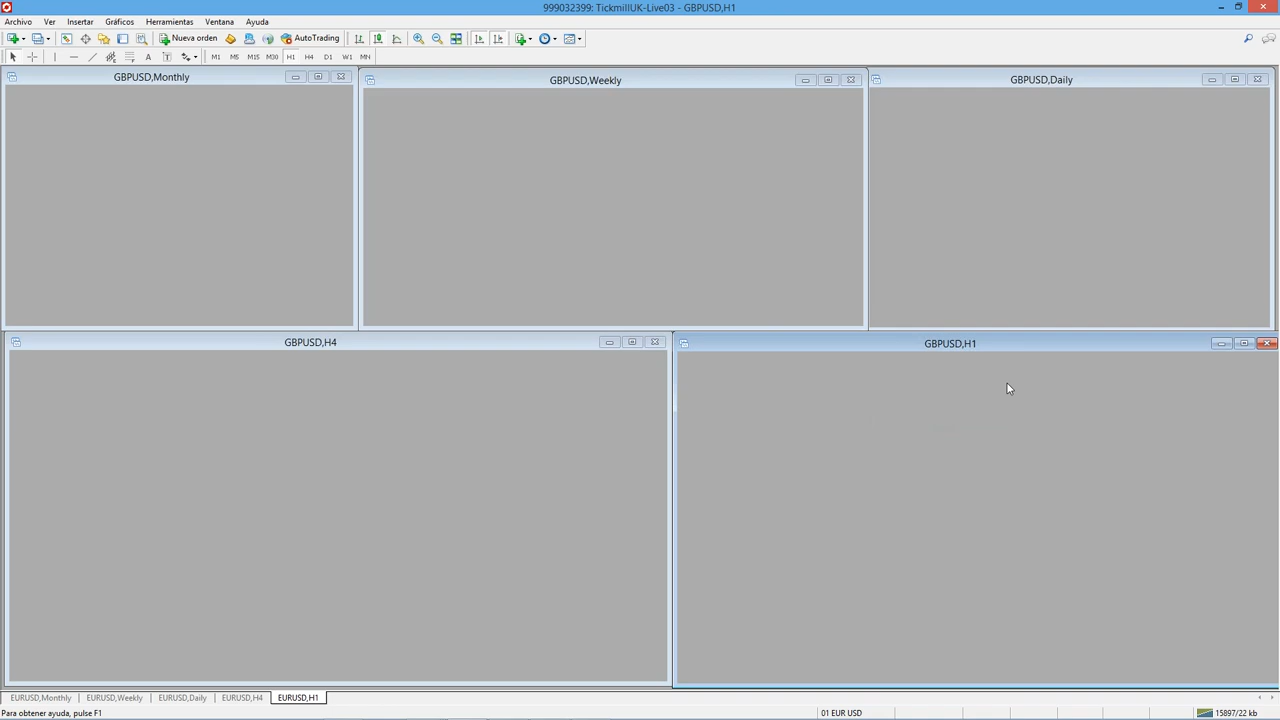 999032399: TickmillUK-Live03 - GBPUSD,H1
Archivo Ver Insertar Gráficos Herramientas Ventana Ayuda
Nueva orden AutoTrading
A T M1 M5 M15 M30 H1 H4 D1 W1 MN
GBPUSD,Monthly
GBPUSD,Weekly
GBPUSD,Daily
GBPUSD,H4
GBPUSD,H1
EURUSD,Monthly EURUSD,Weekly EURUSD,Daily EURUSD,H4 EURUSD,H1
Para obtener ayuda, pulse F1 01 EUR USD 15897/22 kb